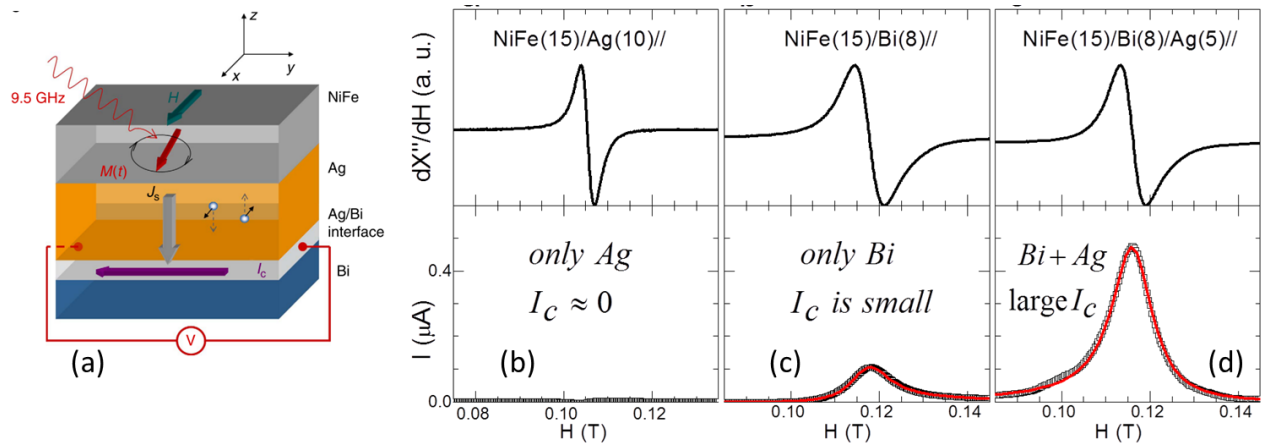 z
y
x
9.5 GHz
H
NiFe
M(t)
Ag
Js
Ag/Bi
interface
Ic
Bi
V
(a)
dX"/dH (a. u.)
NiFe(15)/Ag(10)//
NiFe(15)/Bi(8)//
NiFe(15)/Bi(8)/Ag(5)//
I (μA)
0.4
0.0
only Ag
Ic ≈ 0
(b)
0.08 0.10 0.12
H (T)
only Bi
Ic is small
(c)
0.10 0.12 0.14
H (T)
Bi + Ag
large Ic
(d)
0.10 0.12 0.14
H (T)